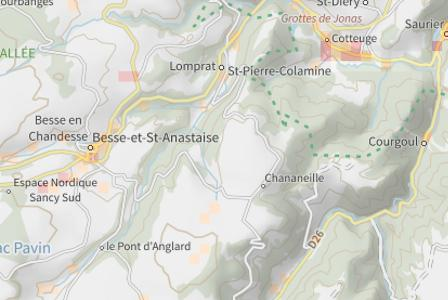 ourbanges
St-Diéry
Grottes de Jonas
Saurier
Cotteuge
ALLÉE
Lomprat
St-Pierre-Colamine
Besse en
Chandesse
Besse-et-St-Anastaise
Courgoul
Espace Nordique
Sancy Sud
Chananeille
D26
ac Pavin
le Pont d'Anglard